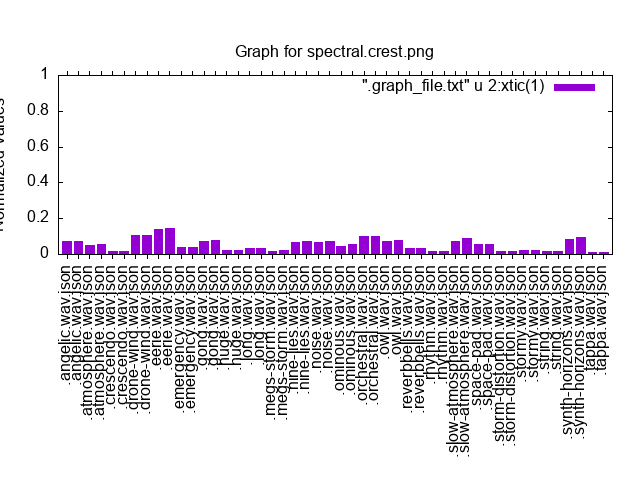 Graph for spectral.crest.png
".graph_file.txt" u 2:xtic(1)
1
0.8
0.6
0.4
0.2
0
Normalized Values
.angelic.wav.json
.angelic.wav.json
.atmosphere.wav.json
.atmosphere.wav.json
.crescendo.wav.json
.crescendo.wav.json
.drone-wind.wav.json
.drone-wind.wav.json
.eerie.wav.json
.eerie.wav.json
.emergency.wav.json
.emergency.wav.json
.gong.wav.json
.gong.wav.json
.huge.wav.json
.huge.wav.json
.jong.wav.json
.jong.wav.json
.megs-storm.wav.json
.megs-storm.wav.json
.nine-lies.wav.json
.nine-lies.wav.json
.noise.wav.json
.noise.wav.json
.ominous.wav.json
.ominous.wav.json
.orchestral.wav.json
.orchestral.wav.json
.owl.wav.json
.owl.wav.json
.reverbells.wav.json
.reverbells.wav.json
.rhythm.wav.json
.rhythm.wav.json
.slow-atmosphere.wav.json
.slow-atmosphere.wav.json
.space-pad.wav.json
.space-pad.wav.json
.storm-distortion.wav.json
.storm-distortion.wav.json
.stormy.wav.json
.stormy.wav.json
.string.wav.json
.string.wav.json
.synth-horizons.wav.json
.synth-horizons.wav.json
.tappa.wav.json
.tappa.wav.json